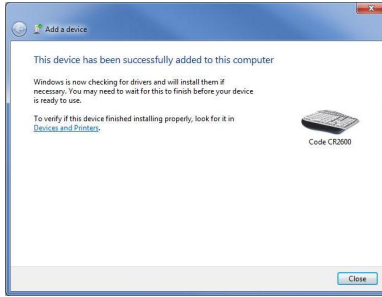 Add a device
This device has been successfully added to this computer
Windows is now checking for drivers and will install them if
necessary. You may need to wait for this to finish before your device
is ready to use.
To verify if this device finished installing properly, look for it in
Devices and Printers.
Code CR2600
Close